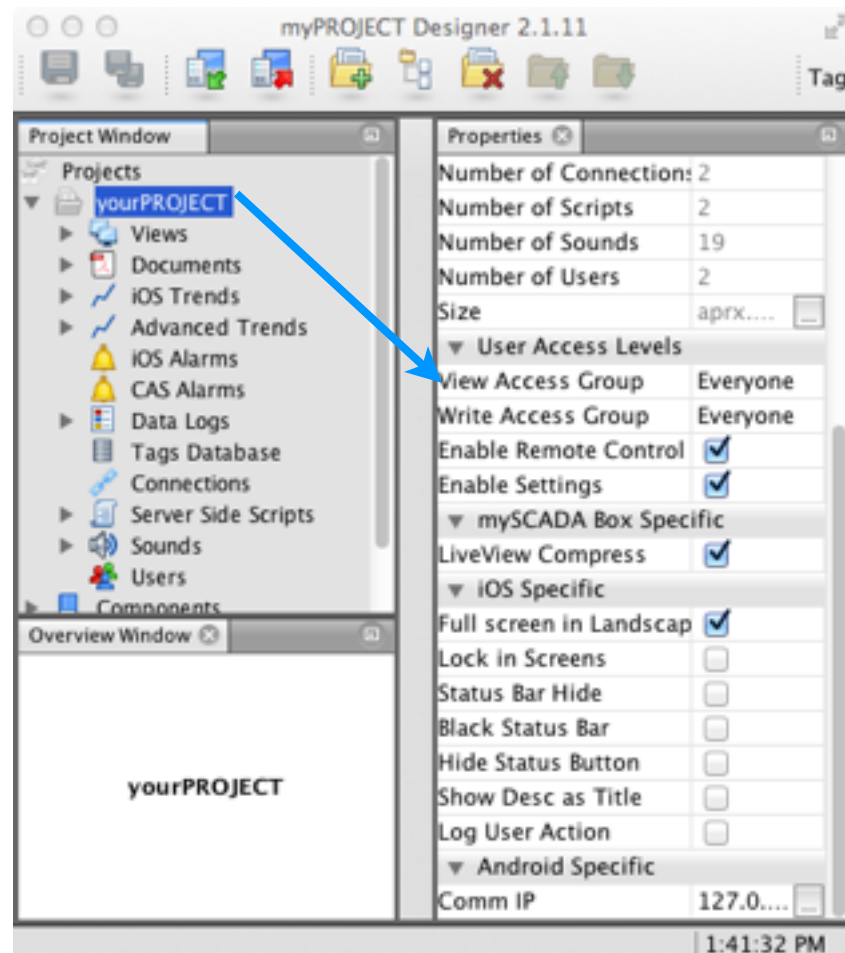 myPROJECT Designer 2.1.11
Tag
Project Window
Projects
yourPROJECT
Views
Documents
iOS Trends
Advanced Trends
iOS Alarms
CAS Alarms
Data Logs
Tags Database
Connections
Server Side Scripts
Sounds
Users
Components
Overview Window
yourPROJECT
Properties
Number of Connections 2
Number of Scripts 2
Number of Sounds 19
Number of Users 2
Size aprx.... ...
User Access Levels
View Access Group Everyone
Write Access Group Everyone
Enable Remote Control
Enable Settings
mySCADA Box Specific
LiveView Compress
iOS Specific
Full screen in Landscap
Lock in Screens
Status Bar Hide
Black Status Bar
Hide Status Button
Show Desc as Title
Log User Action
Android Specific
Comm IP 127.0.... ...
1:41:32 PM